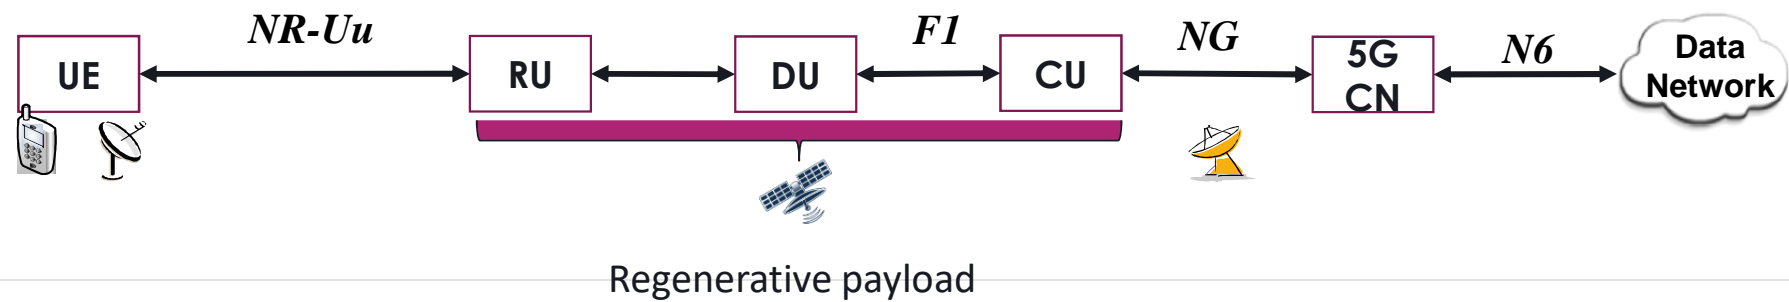 NR-Uu
F1
NG
N6
UE
RU
DU
CU
5G
CN
Data
Network
Regenerative payload